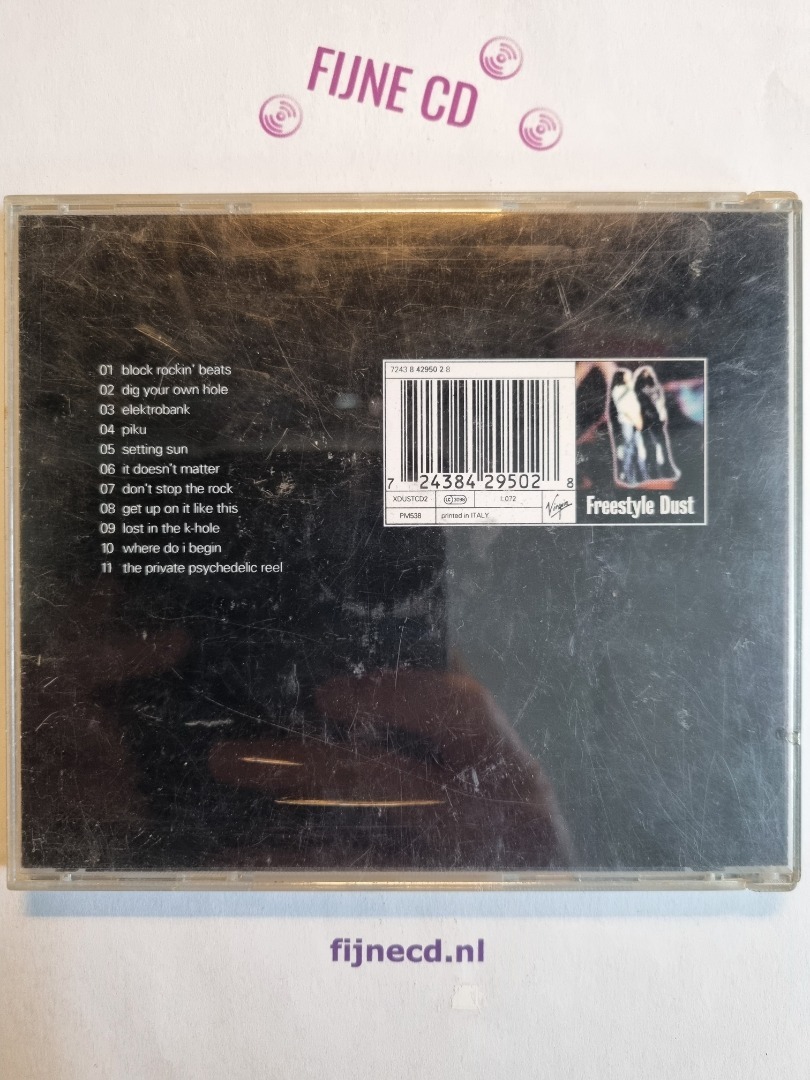 FIJNE CD
01 block rockin' beats
02 dig your own hole
03 elektrobank
04 piku
05 setting sun
06 it doesn't matter
07 don't stop the rock
08 get up on it like this
09 lost in the k-hole
10 where do i begin
11 the private psychedelic reel
7243 8 42950 2 8
7 24384 29502 8
XDUSTCD2
LC 3098
: 072
PM538
printed in ITALY
Virgin
Freestyle Dust
fijnecd.nl